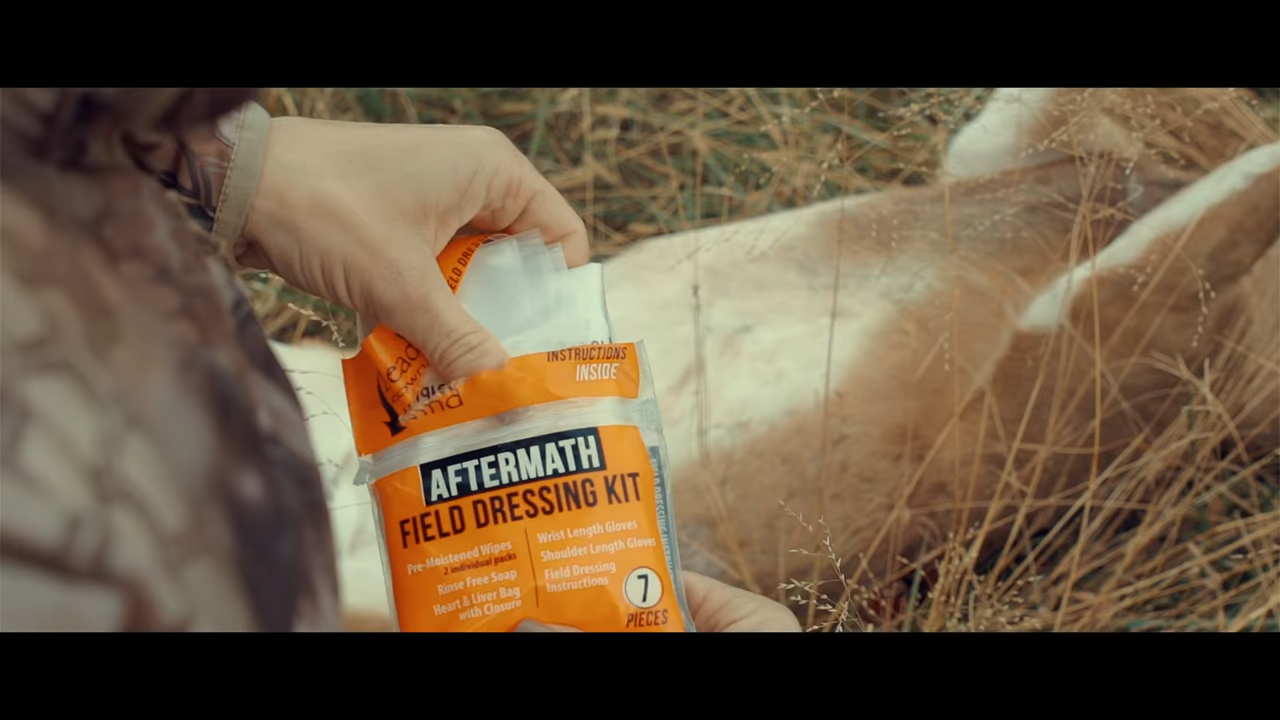 INSTRUCTIONS
INSIDE
AFTERMATH
FIELD DRESSING KIT
Pre-Moistened Wipes
2 individual packs
Rinse Free Soap
Heart & Liver Bag
with Closure
Wrist Length Gloves
Shoulder Length Gloves
Field Dressing
Instructions
7
PIECES